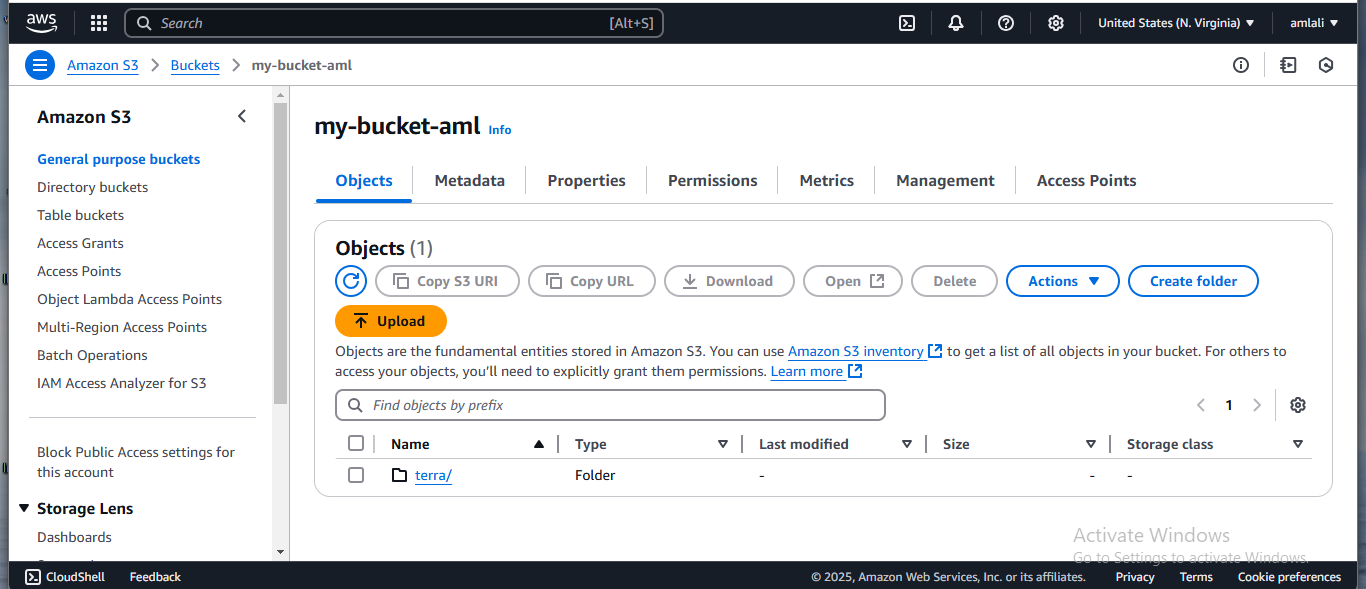 aws Search [Alt+S] United States (N. Virginia) amlali
Amazon S3 Buckets my-bucket-aml
Amazon S3
General purpose buckets
Directory buckets
Table buckets
Access Grants
Access Points
Object Lambda Access Points
Multi-Region Access Points
Batch Operations
IAM Access Analyzer for S3
Block Public Access settings for
this account
Storage Lens
Dashboards
my-bucket-aml Info
Objects Metadata Properties Permissions Metrics Management Access Points
Objects (1)
Copy S3 URI Copy URL Download Open Delete Actions Create folder
Upload
Objects are the fundamental entities stored in Amazon S3. You can use Amazon S3 inventory to get a list of all objects in your bucket. For others to
access your objects, you'll need to explicitly grant them permissions. Learn more
Find objects by prefix 1
Name Type Last modified Size Storage class
terra/ Folder - - -
Activate Windows
Go to Settings to activate Windows.
CloudShell Feedback © 2025, Amazon Web Services, Inc. or its affiliates. Privacy Terms Cookie preferences